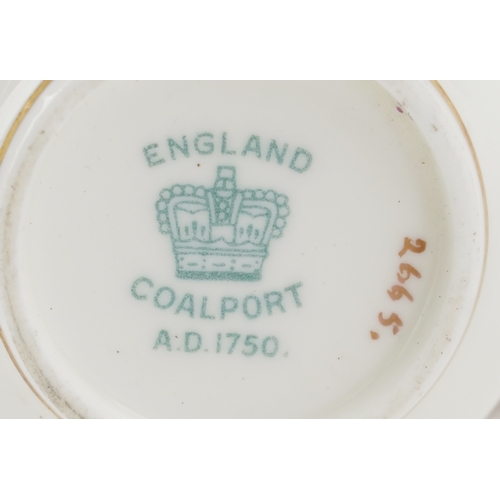 ENGLAND
COALPORT
A.D. 1750.
2665.